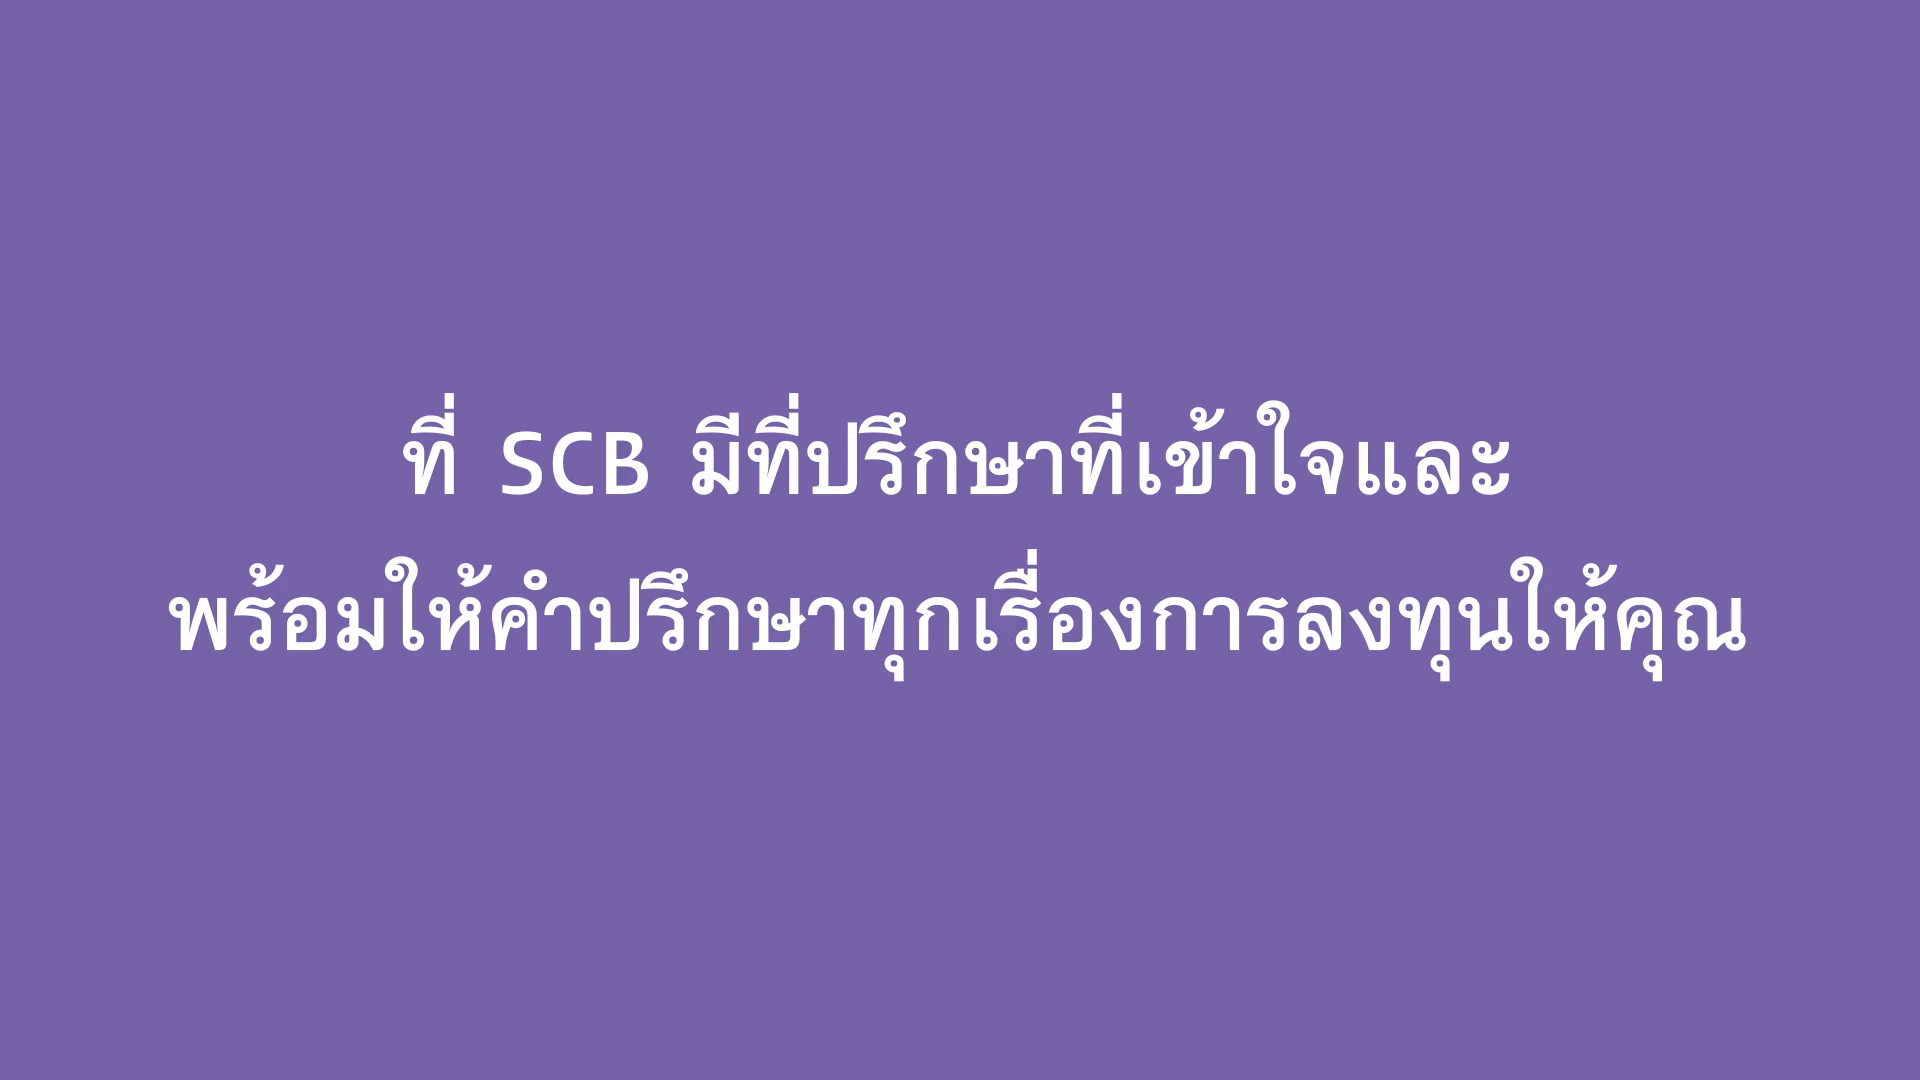 ที่ SCB มีที่ปรึกษาที่เข้าใจและ
พร้อมให้คำปรึกษาทุกเรื่องการลงทุนให้คุณ